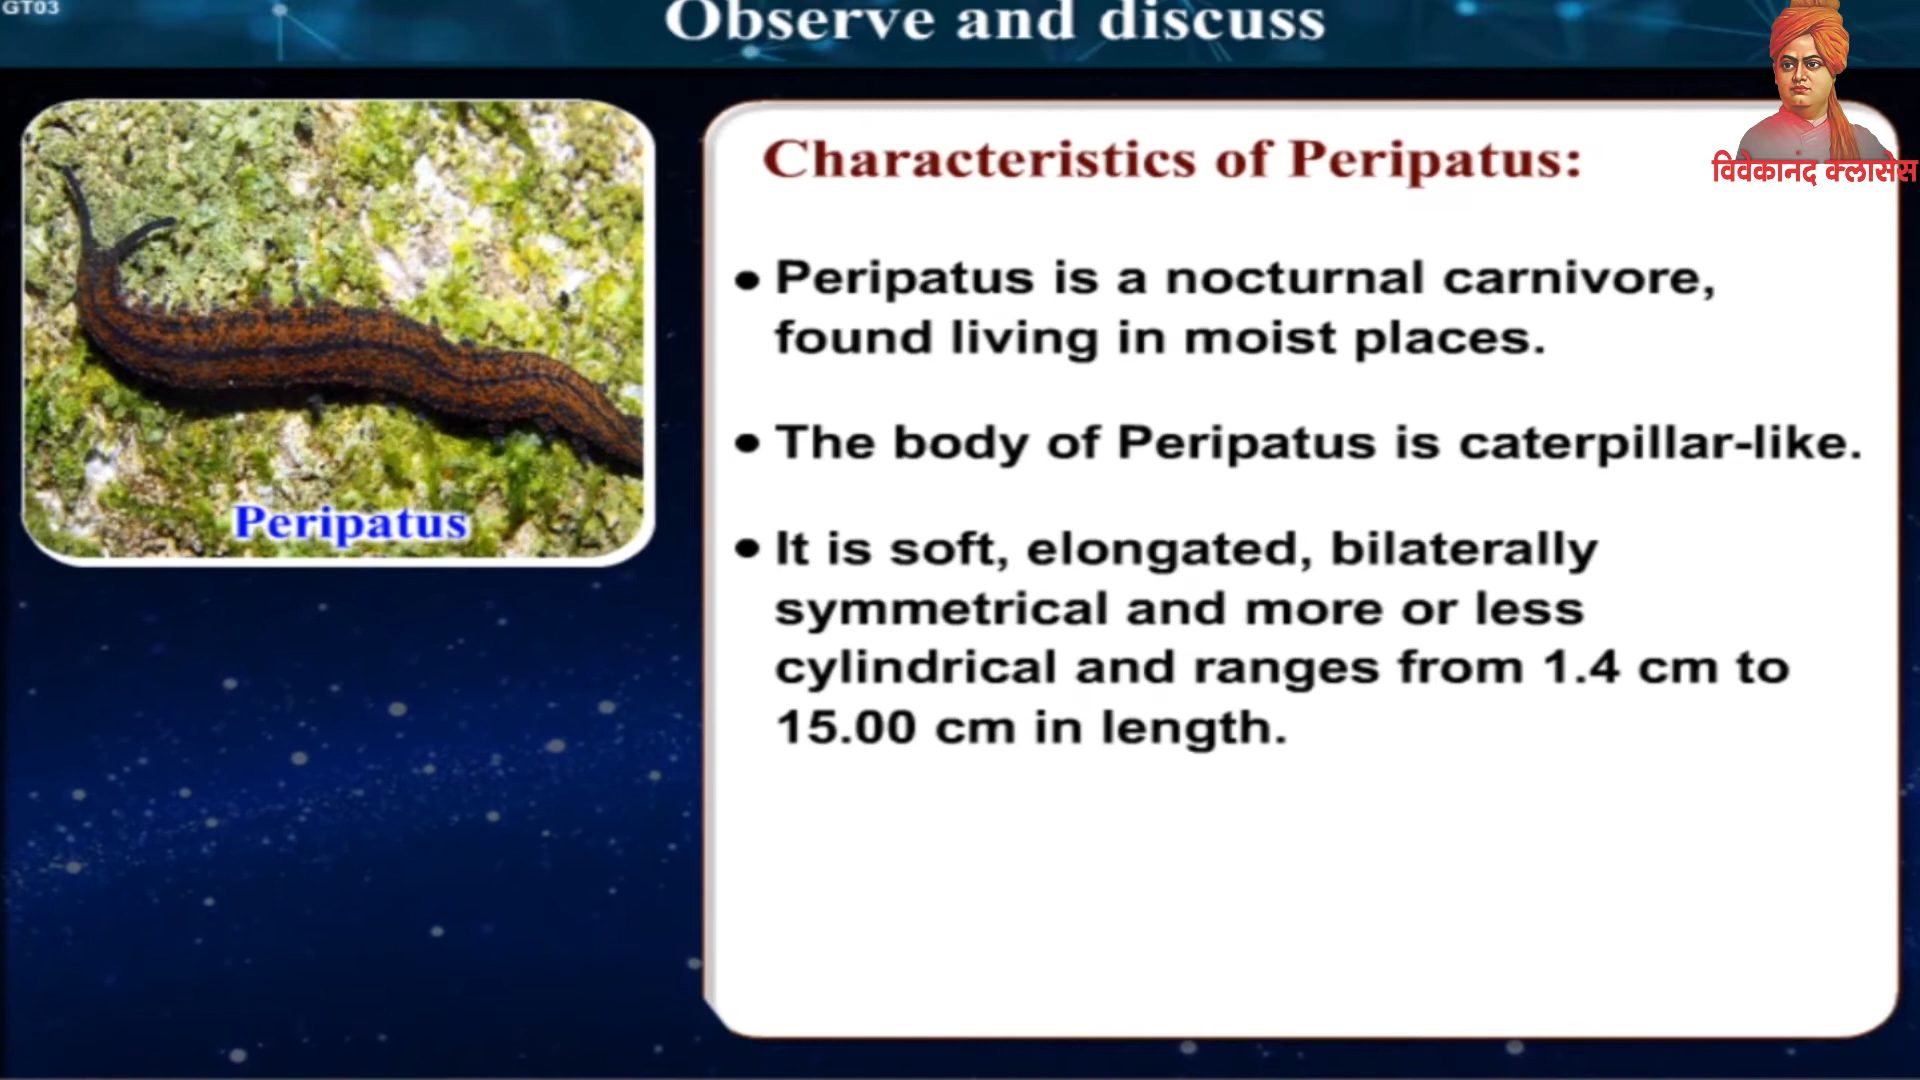 GT03
Observe and discuss
विवेकानंद क्लासेस
Characteristics of Peripatus:
• Peripatus is a nocturnal carnivore,
found living in moist places.
• The body of Peripatus is caterpillar-like.
• It is soft, elongated, bilaterally
symmetrical and more or less
cylindrical and ranges from 1.4 cm to
15.00 cm in length.
Peripatus